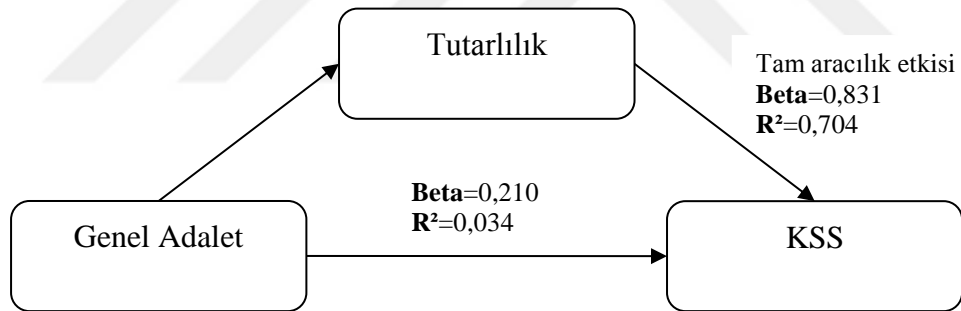 Tutarlılık
Tam aracılık etkisi
Beta=0,831
R²=0,704
Beta=0,210
R²=0,034
Genel Adalet
KSS